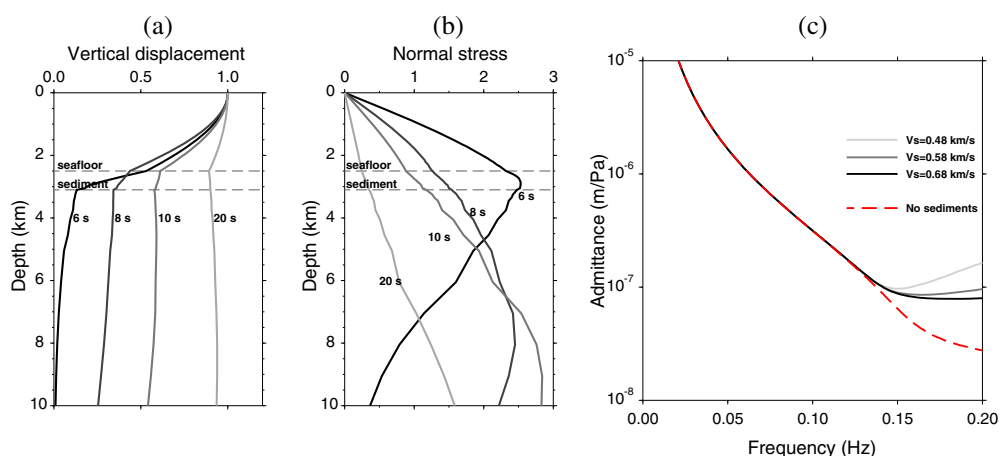 (a)
Vertical displacement
0.0 0.5 1.0
0
2
4
6
8
10
Depth (km)
seafloor
sediment
6 s 8 s 10 s 20 s
(b)
Normal stress
0 1 2 3
0
2
4
6
8
10
Depth (km)
seafloor
sediment
6 s
8 s
10 s
20 s
(c)
10-5
10-6
10-7
10-8
Admittance (m/Pa)
Vs=0.48 km/s
Vs=0.58 km/s
Vs=0.68 km/s
No sediments
0.00 0.05 0.10 0.15 0.20
Frequency (Hz)